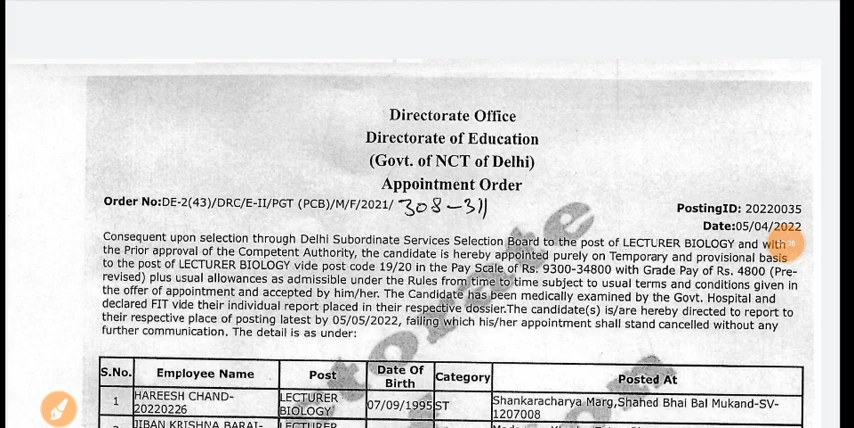 Directorate Office
Directorate of Education
(Govt. of NCT of Delhi)
Appointment Order
Order No:DE-2(43)/DRC/E-II/PGT (PCB)/M/F/2021/ 308-311
PostingID: 20220035
Date:05/04/2022
Consequent upon selection through Delhi Subordinate Services Selection Board to the post of LECTURER BIOLOGY and with
the Prior approval of the Competent Authority, the candidate is hereby appointed purely on Temporary and provisional basis
to the post of LECTURER BIOLOGY vide post code 19/20 in the Pay Scale of Rs. 9300-34800 with Grade Pay of Rs. 4800 (Pre-
revised) plus usual allowances as admissible under the Rules from time to time subject to usual terms and conditions given in
the offer of appointment and accepted by him/her. The Candidate has been medically examined by the Govt. Hospital and
declared FIT vide their individual report placed in their respective dossier.The candidate(s) is/are hereby directed to report to
their respective place of posting latest by 05/05/2022, failing which his/her appointment shall stand cancelled without any
further communication. The detail is as under:
S.No. Employee Name Post Date Of Birth Category Posted At
1 HAREESH CHAND- LECTURER 07/09/1995 ST Shankaracharya Marg,Shahed Bhai Bal Mukand-SV-
20220226 BIOLOGY 1207008
JIBAN KRISHNA BARAI- LECTURER